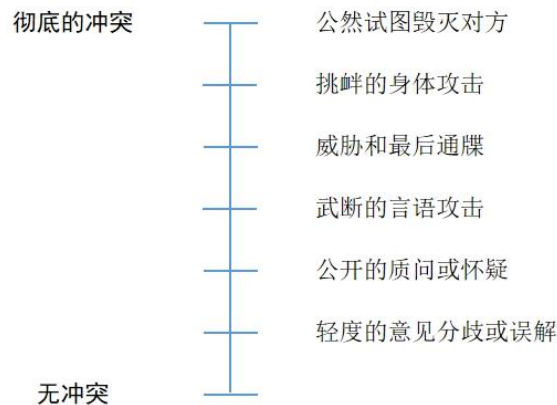 彻底的冲突 公然试图毁灭对方
挑衅的身体攻击
威胁和最后通牒
武断的言语攻击
公开的质问或怀疑
轻度的意见分歧或误解
无冲突